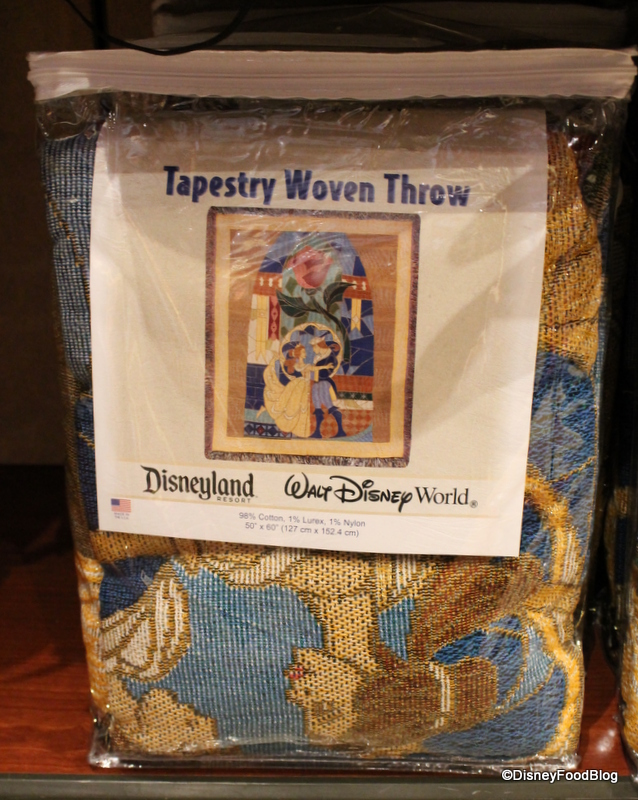 Tapestry Woven Throw
Disneyland Walt Disney World®
RESORT
98% Cotton, 1% Lurex, 1% Nylon
50" x 60" (127 cm x 152.4 cm)
©DisneyFoodBlog